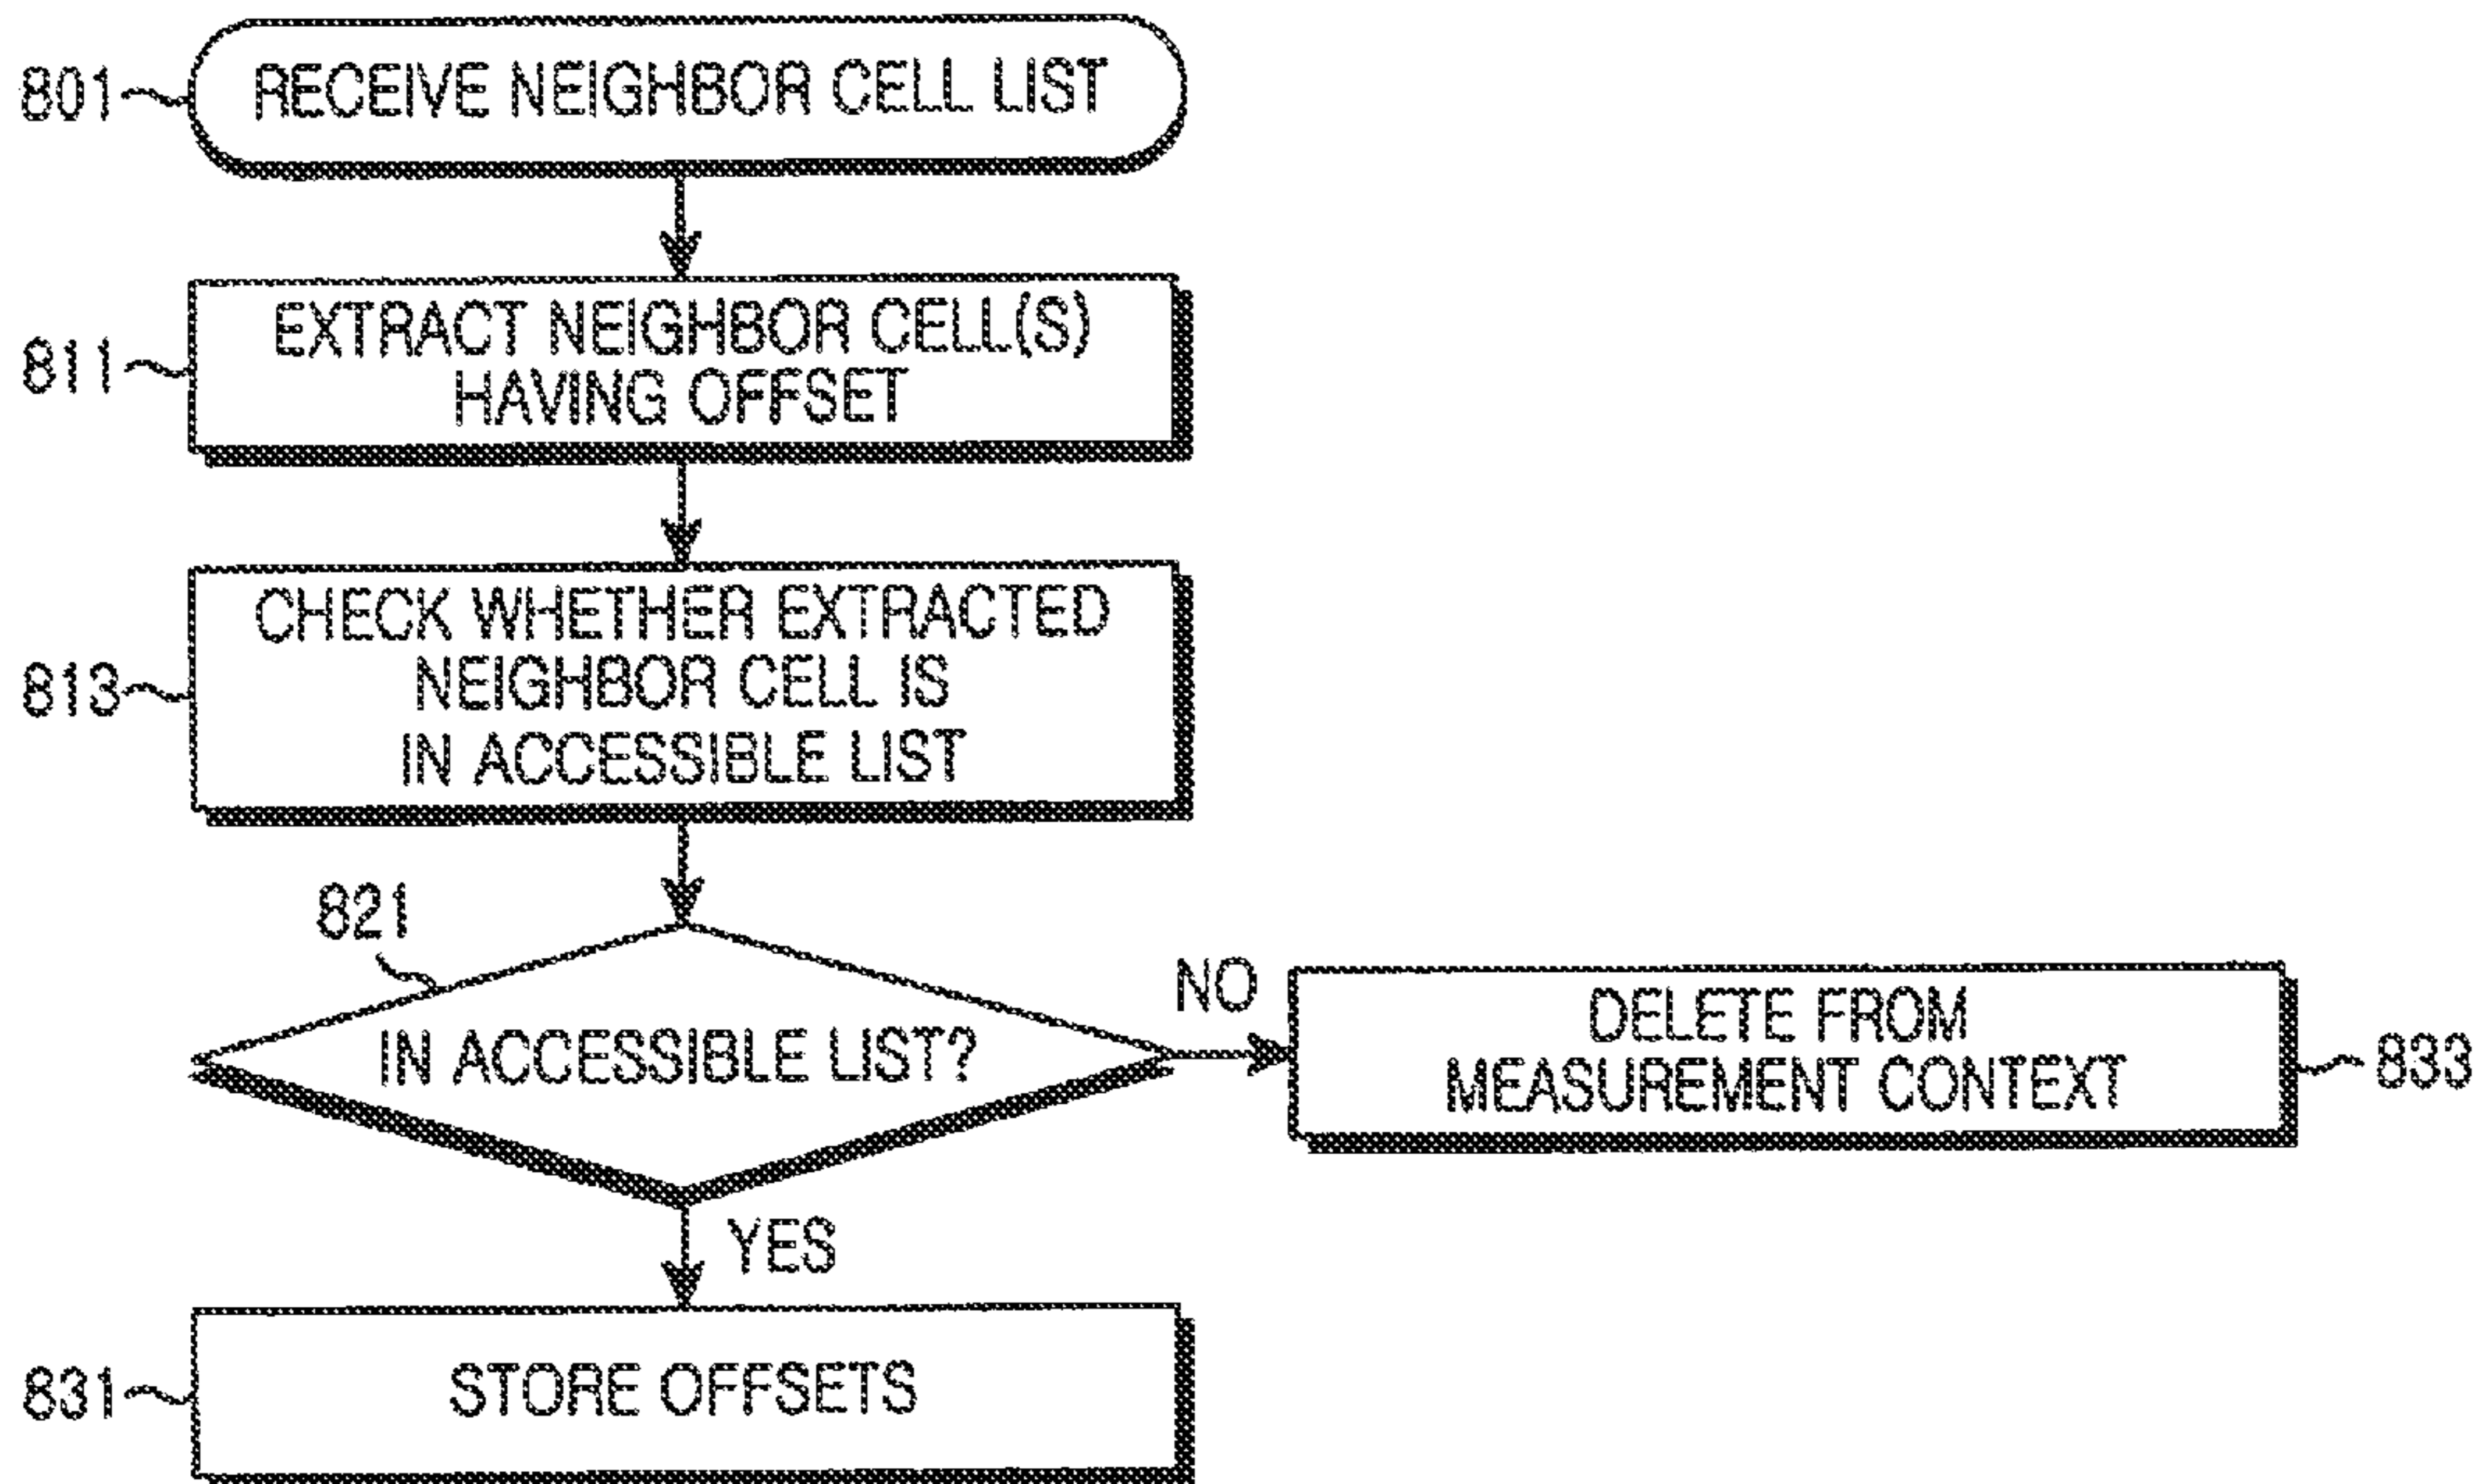 801
RECEIVE NEIGHBOR CELL LIST
811
EXTRACT NEIGHBOR CELL(S)
HAVING OFFSET
813
CHECK WHETHER EXTRACTED
NEIGHBOR CELL IS
IN ACCESSIBLE LIST
821
IN ACCESSIBLE LIST?
NO
DELETE FROM
MEASUREMENT CONTEXT
833
YES
831
STORE OFFSETS